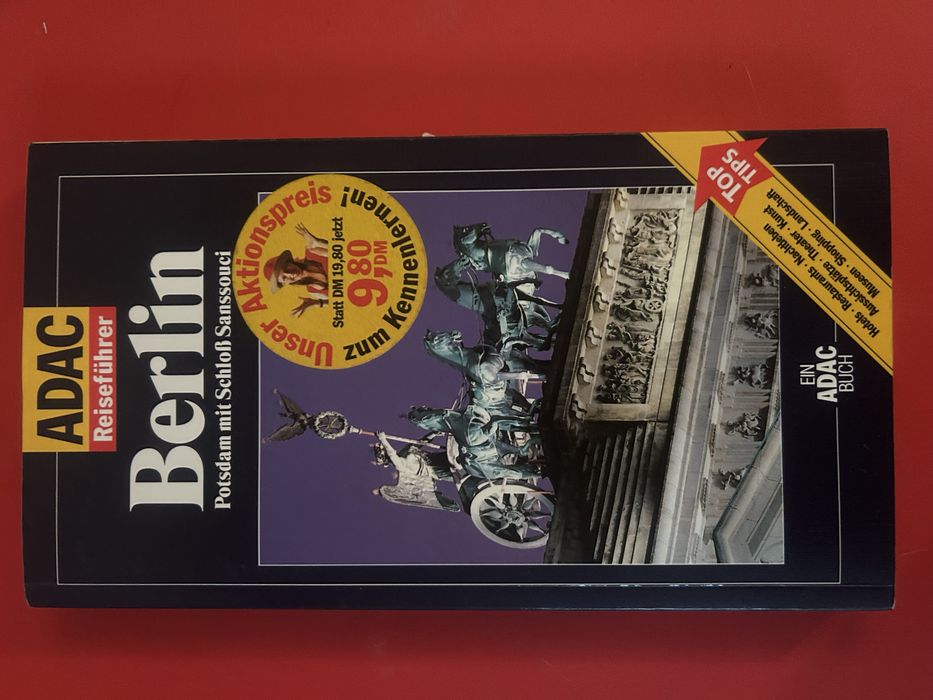 ADAC
Reiseführer
Berlin
Potsdam mit Schloß Sanssouci
Unser Aktionspreis
Statt DM 19,80 jetzt
9,80 DM
zum Kennenlernen!
TOP
TIPS
Hotels · Restaurants · Nachtleben
Aussichtsplätze · Theater · Kunst
Museen · Shopping · Landschaft
EIN
ADAC
BUCH